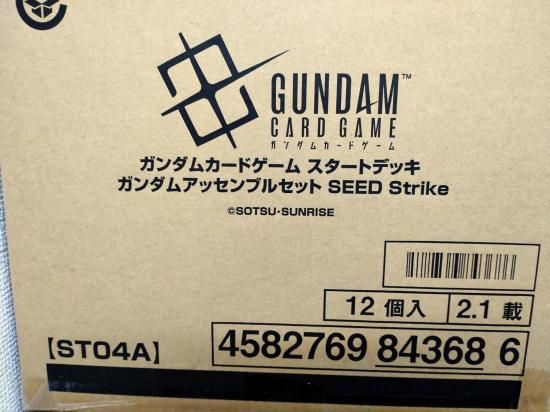 GUNDAM™
CARD GAME
ガンダムカードゲーム
ガンダムカードゲーム スタートデッキ
ガンダムアッセンブルセット SEED Strike
©SOTSU・SUNRISE
12 個入
2.1 載
【ST04A】
4582769 84368 6